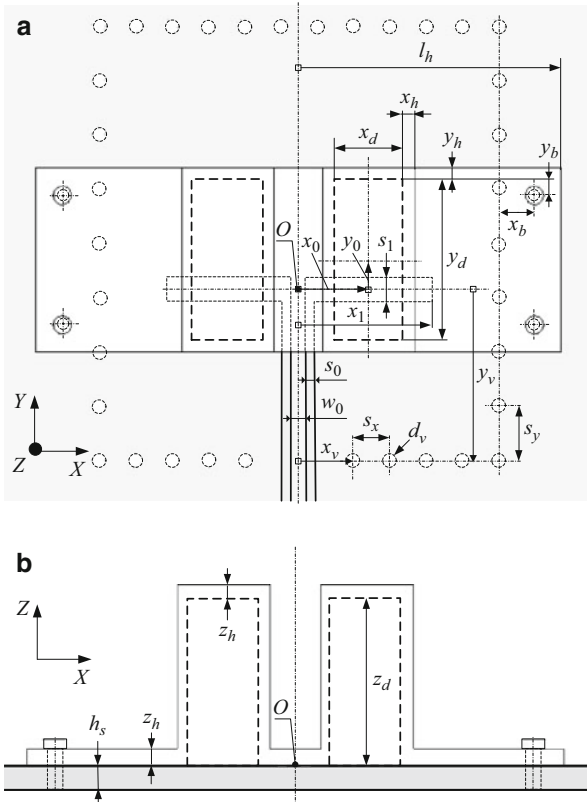 a
l_h
x_h
x_d
y_h
y_b
x_b
O
x_0
y_0
s_1
y_d
x_1
s_0
y_v
w_0
s_x
d_v
s_y
x_v
Y
Z
X
b
Z
X
z_h
z_d
O
h_s
z_h